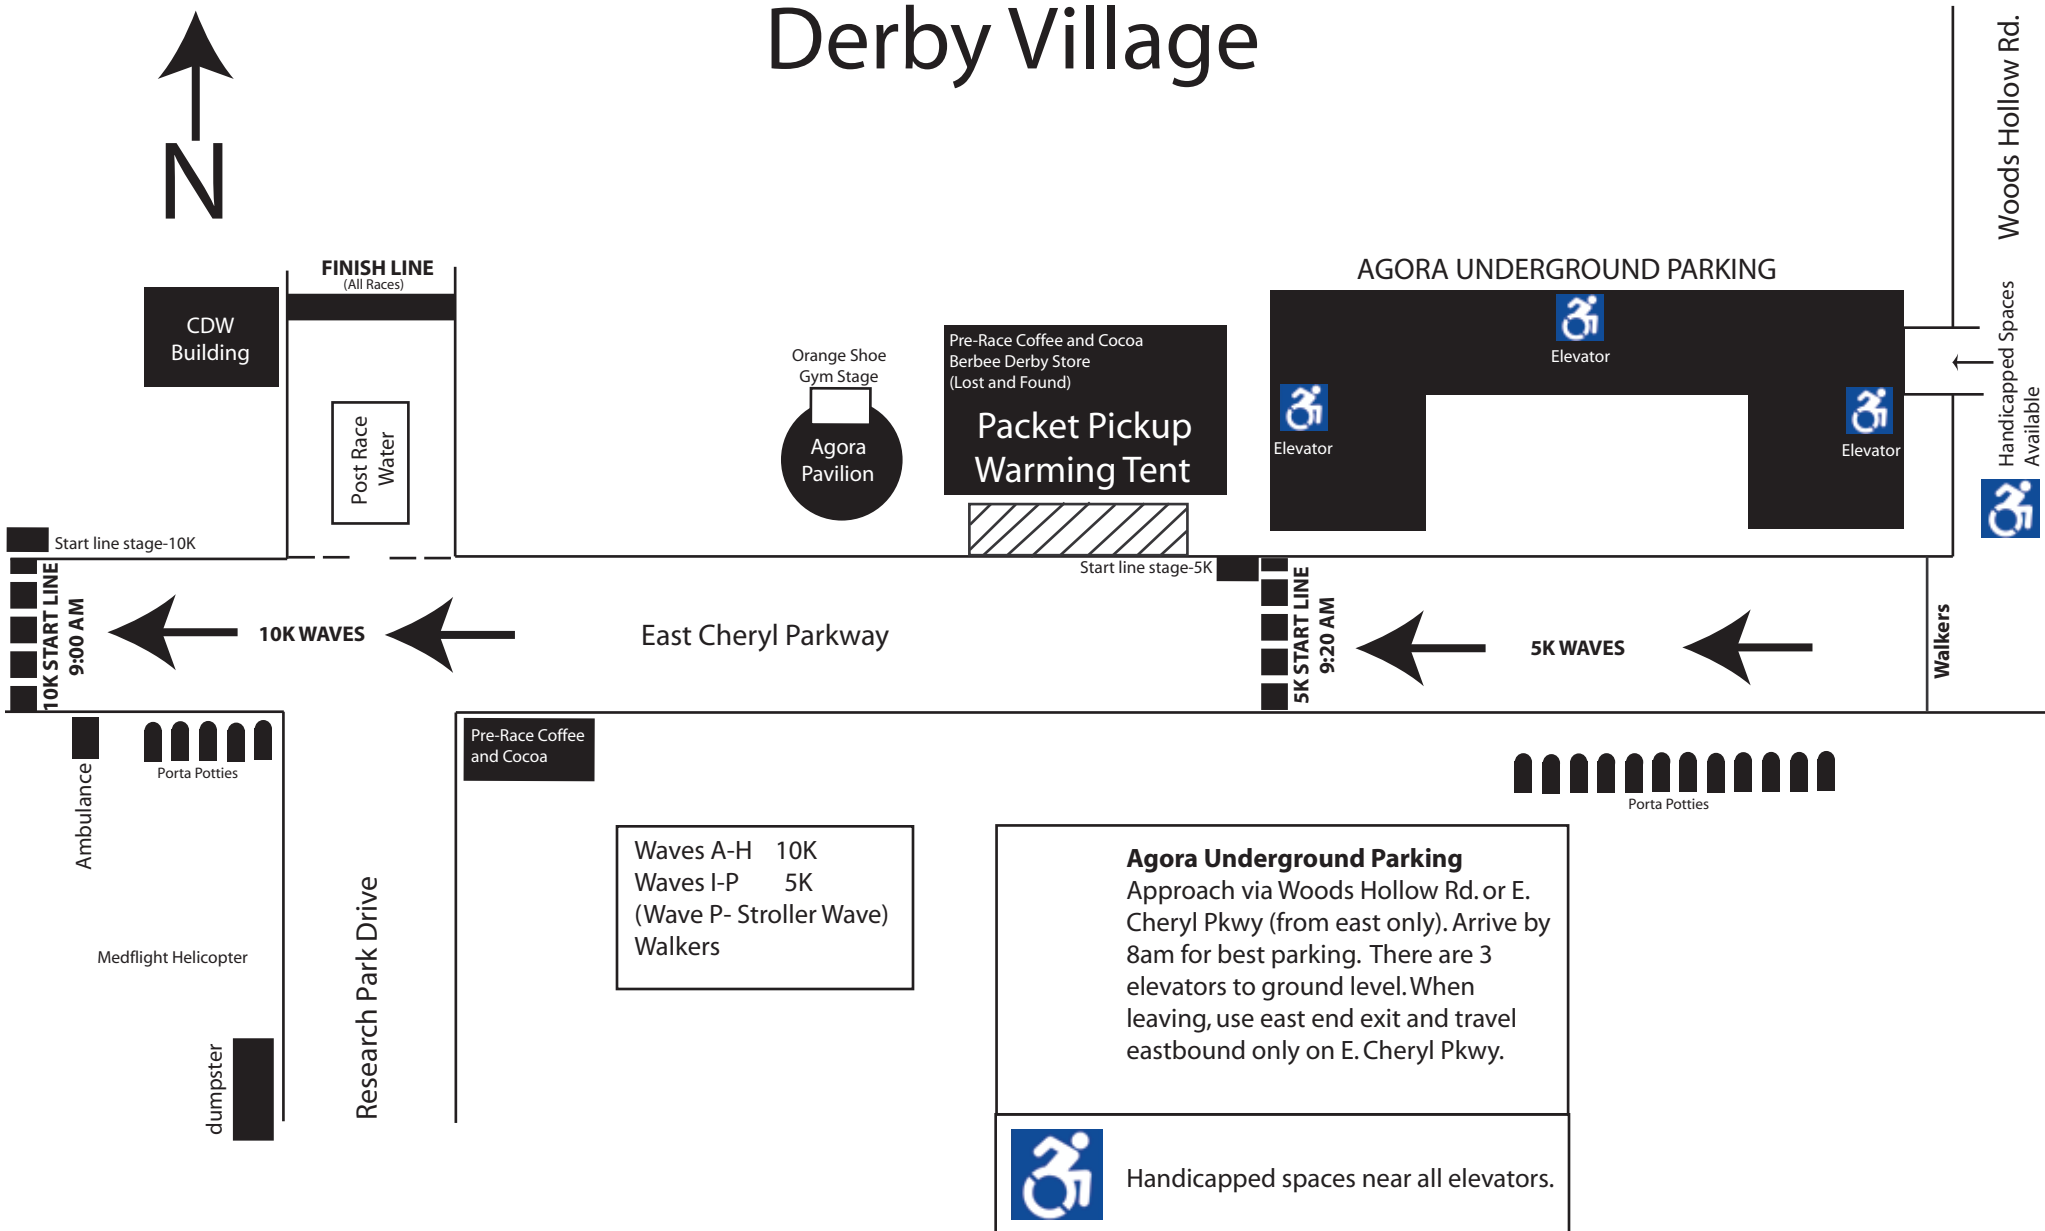 Derby Village
N
Woods Hollow Rd.
FINISH LINE
(All Races)
AGORA UNDERGROUND PARKING
CDW
Building
Orange Shoe
Gym Stage
Agora
Pavilion
Pre-Race Coffee and Cocoa
Berbee Derby Store
(Lost and Found)
Packet Pickup
Warming Tent
Elevator
Elevator
Elevator
Handicapped Spaces
Available
Post Race
Water
Start line stage-10K
Start line stage-5K
10K START LINE
9:00 AM
10K WAVES
East Cheryl Parkway
5K START LINE
9:20 AM
5K WAVES
Walkers
Ambulance
Porta Potties
Pre-Race Coffee
and Cocoa
Porta Potties
Waves A-H 10K
Waves I-P 5K
(Wave P- Stroller Wave)
Walkers
Agora Underground Parking
Approach via Woods Hollow Rd. or E.
Cheryl Pkwy (from east only). Arrive by
8am for best parking. There are 3
elevators to ground level. When
leaving, use east end exit and travel
eastbound only on E. Cheryl Pkwy.
Research Park Drive
Medflight Helicopter
dumpster
Handicapped spaces near all elevators.